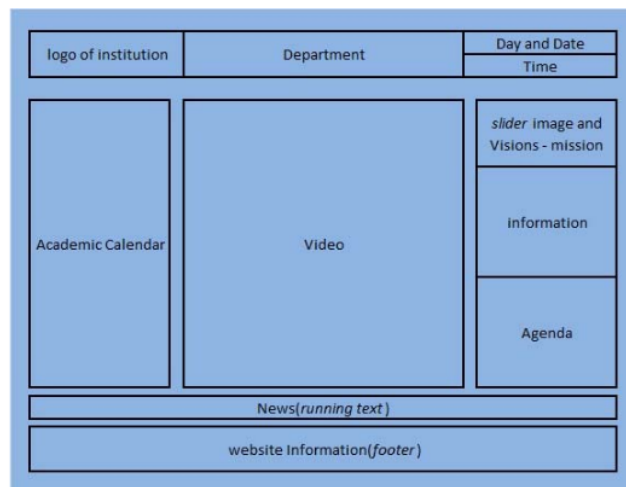 logo of institution
Department
Day and Date
Time
Academic Calendar
Video
slider image and
Visions - mission
information
Agenda
News(running text)
website Information(footer)